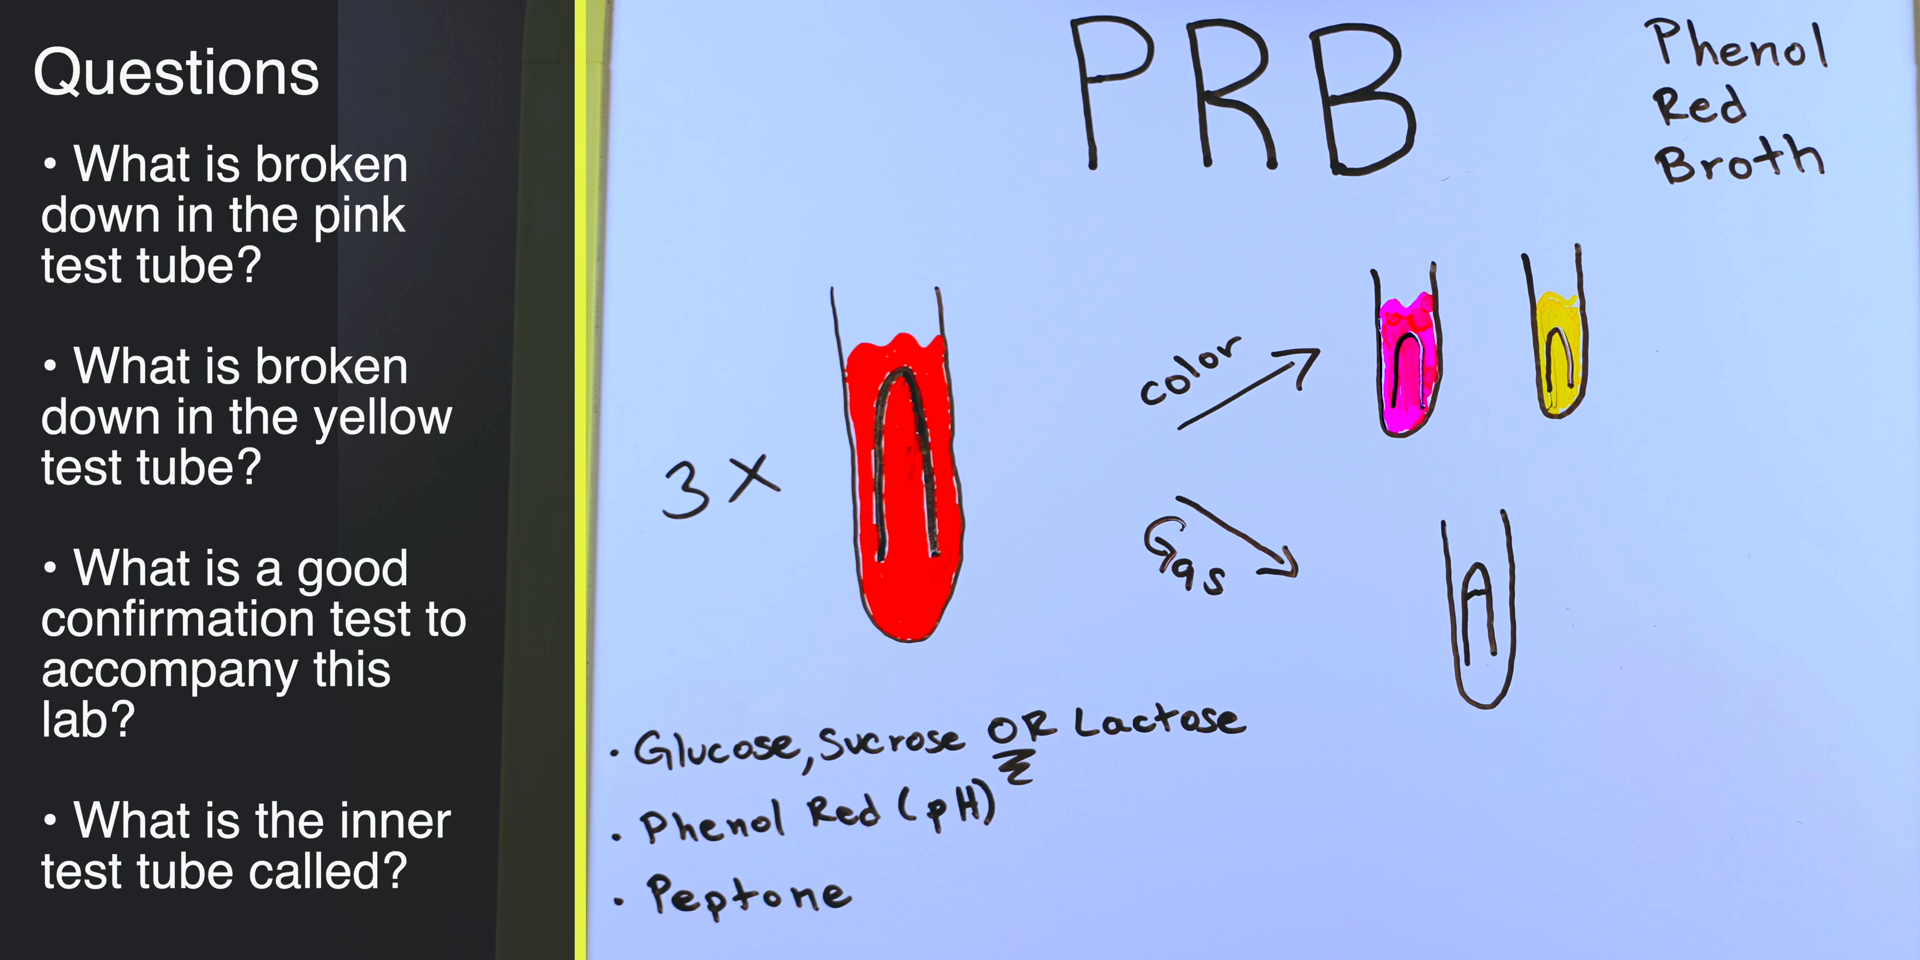 Questions
• What is broken
down in the pink
test tube?
• What is broken
down in the yellow
test tube?
• What is a good
confirmation test to
accompany this
lab?
• What is the inner
test tube called?
PRB
Phenol
Red
Broth
3x
color
Gas
• Glucose, Sucrose OR Lactose
• Phenol Red (pH)
• Peptone